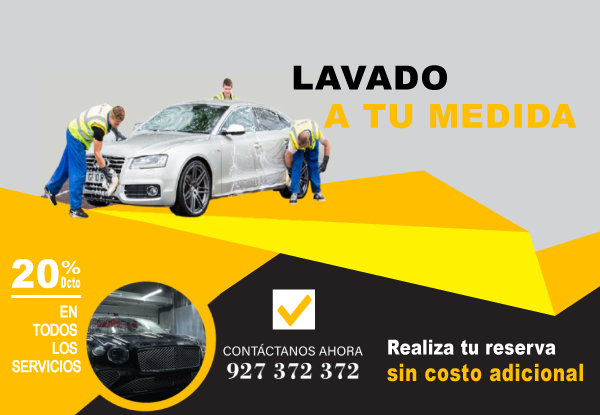 LAVADO
A TU MEDIDA
20%
Dcto
EN
TODOS
LOS
SERVICIOS
CONTÁCTANOS AHORA
927 372 372
Realiza tu reserva
sin costo adicional